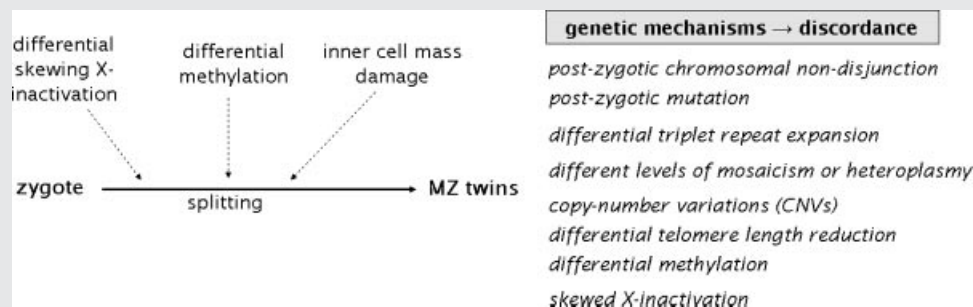 differential
skewing X-
inactivation
differential
methylation
inner cell mass
damage
zygote
splitting
MZ twins
genetic mechanisms → discordance
post-zygotic chromosomal non-disjunction
post-zygotic mutation
differential triplet repeat expansion
different levels of mosaicism or heteroplasmy
copy-number variations (CNVs)
differential telomere length reduction
differential methylation
skewed X-inactivation